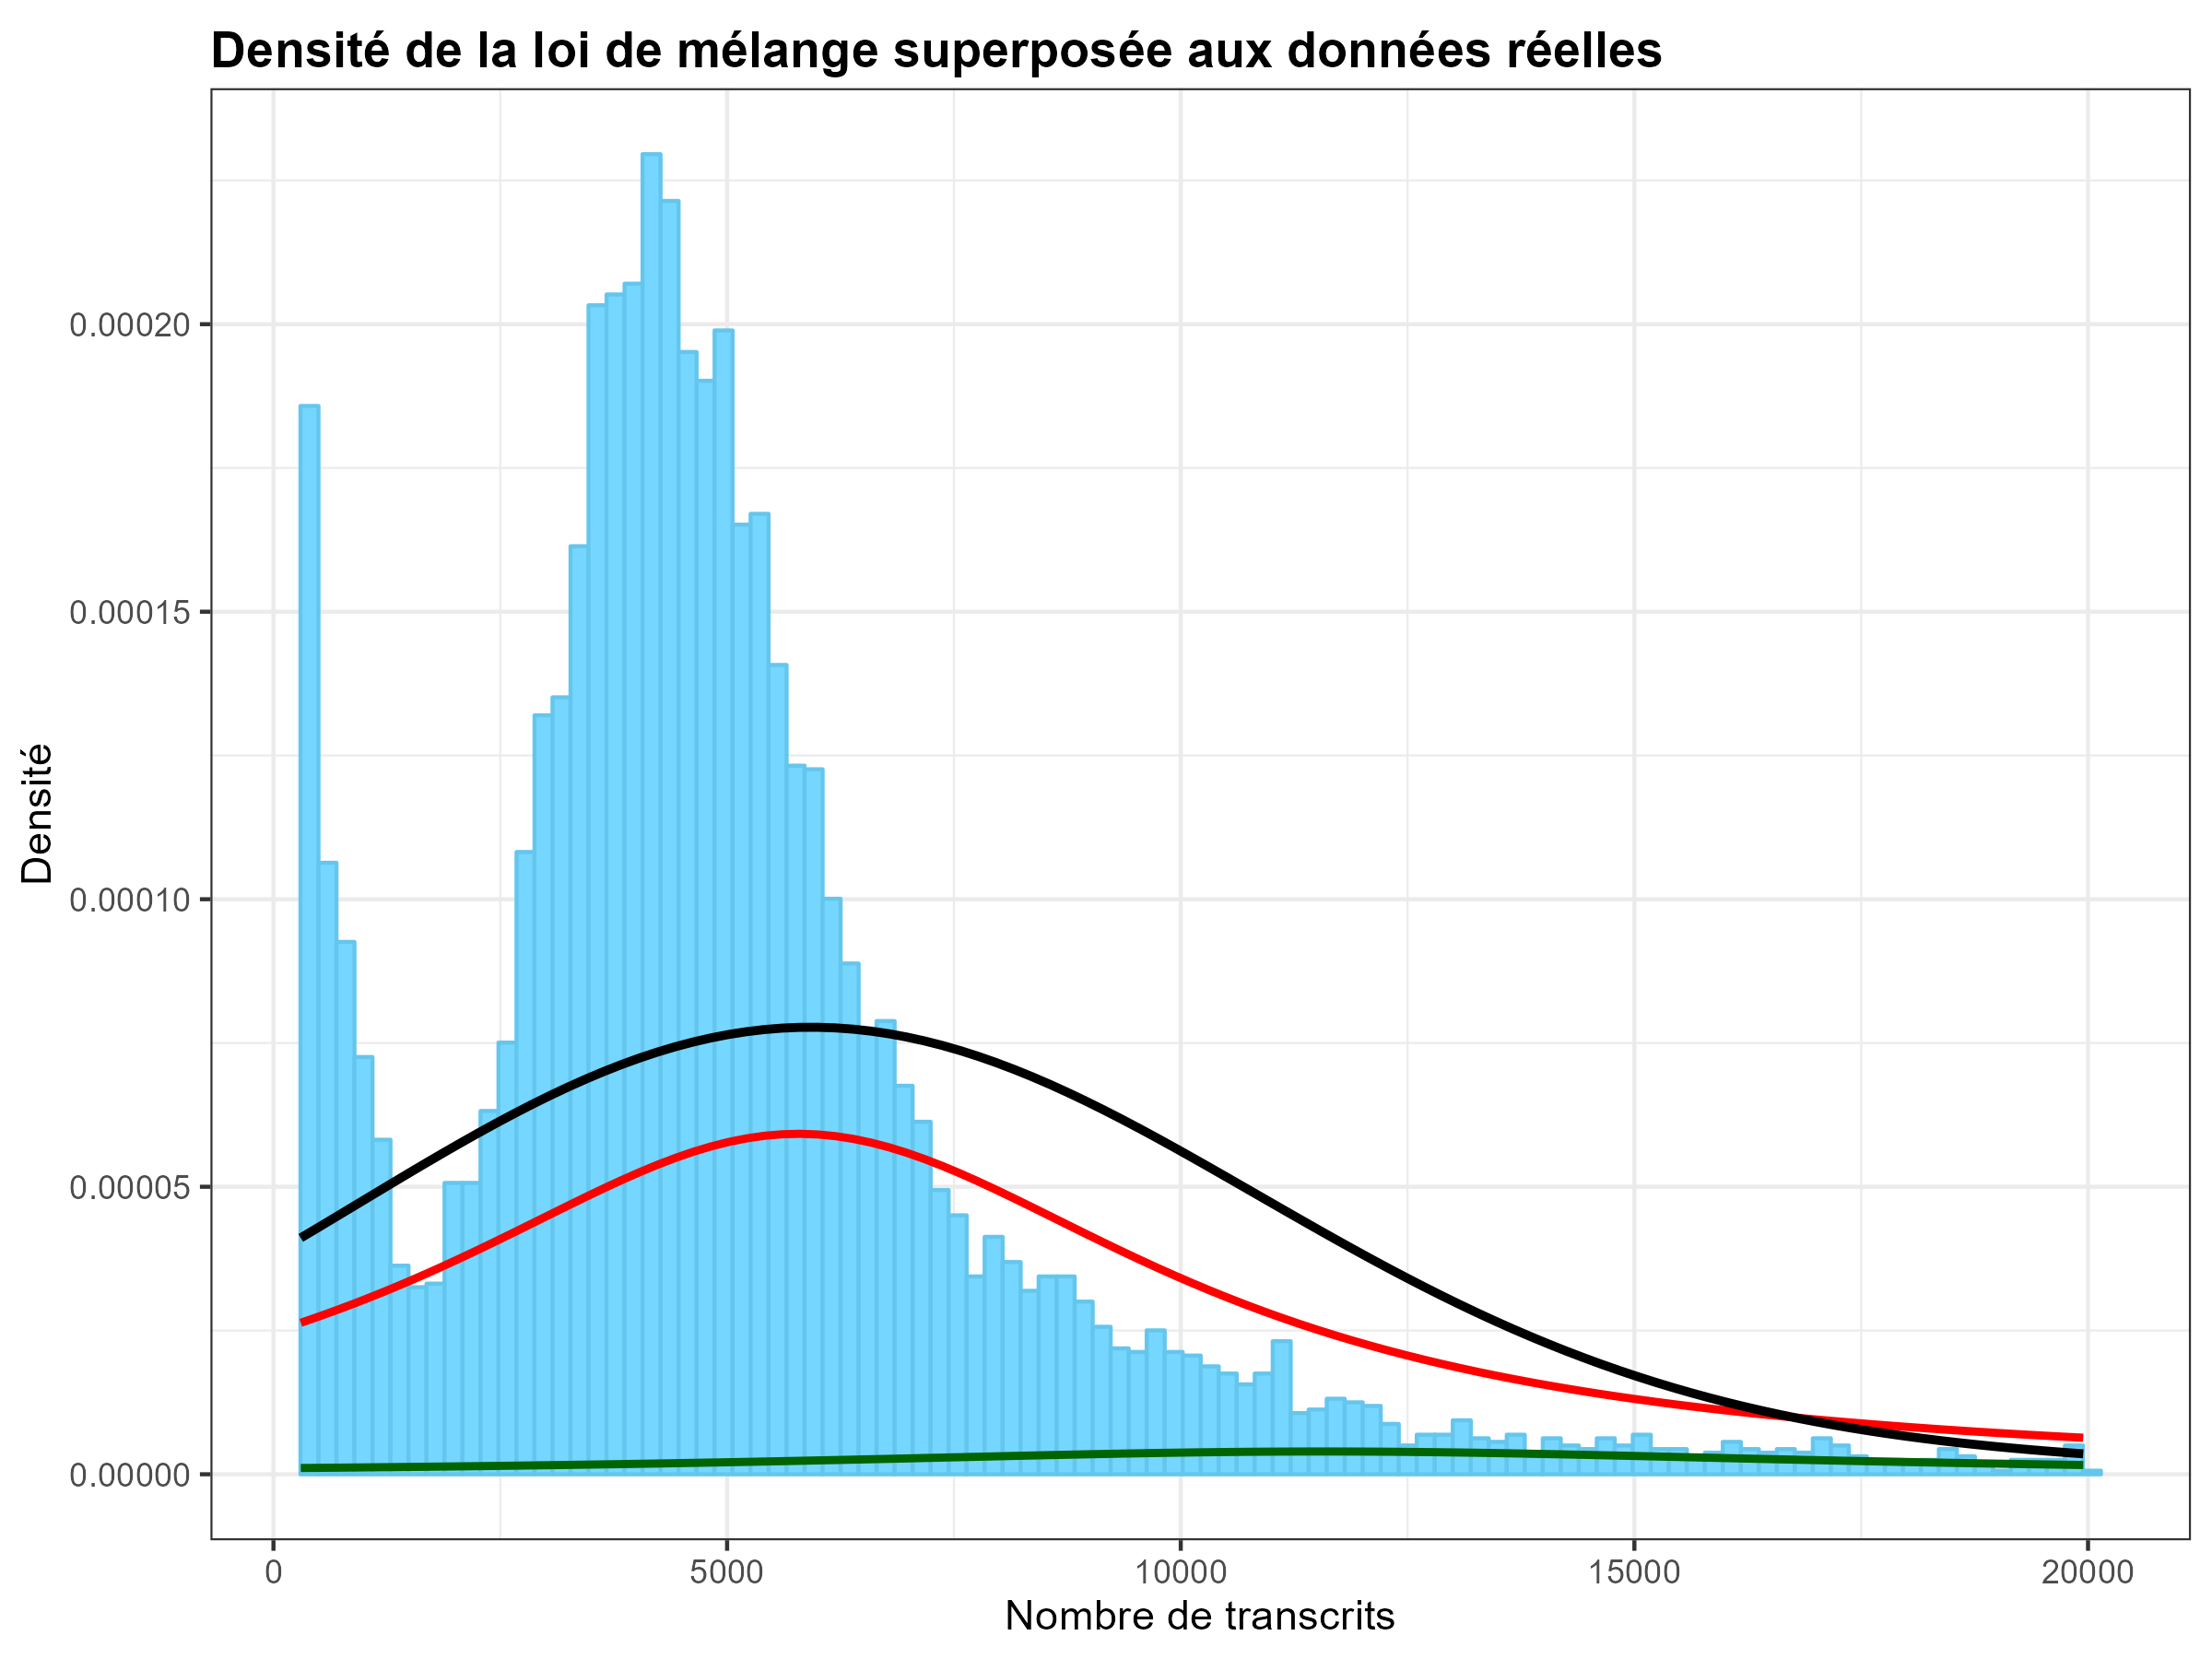 Densité de la loi de mélange superposée aux données réelles
Densité
0.00020
0.00015
0.00010
0.00005
0.00000
0 5000 10000 15000 20000
Nombre de transcrits